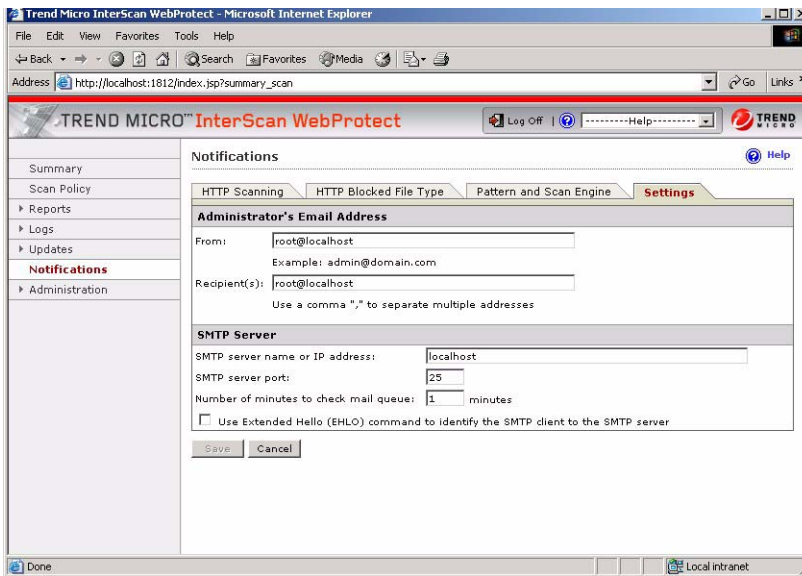 Trend Micro InterScan WebProtect - Microsoft Internet Explorer
File Edit View Favorites Tools Help
Back Search Favorites Media
Address http://localhost:1812/index.jsp?summary_scan Go Links
TREND MICRO™ InterScan WebProtect Log Off | ---------Help--------- TREND MICRO
Notifications Help
Summary
Scan Policy
Reports
Logs
Updates
Notifications
Administration
HTTP Scanning HTTP Blocked File Type Pattern and Scan Engine Settings
Administrator's Email Address
From: root@localhost
Example: admin@domain.com
Recipient(s): root@localhost
Use a comma "," to separate multiple addresses
SMTP Server
SMTP server name or IP address: localhost
SMTP server port: 25
Number of minutes to check mail queue: 1 minutes
Use Extended Hello (EHLO) command to identify the SMTP client to the SMTP server
Save Cancel
Done Local intranet